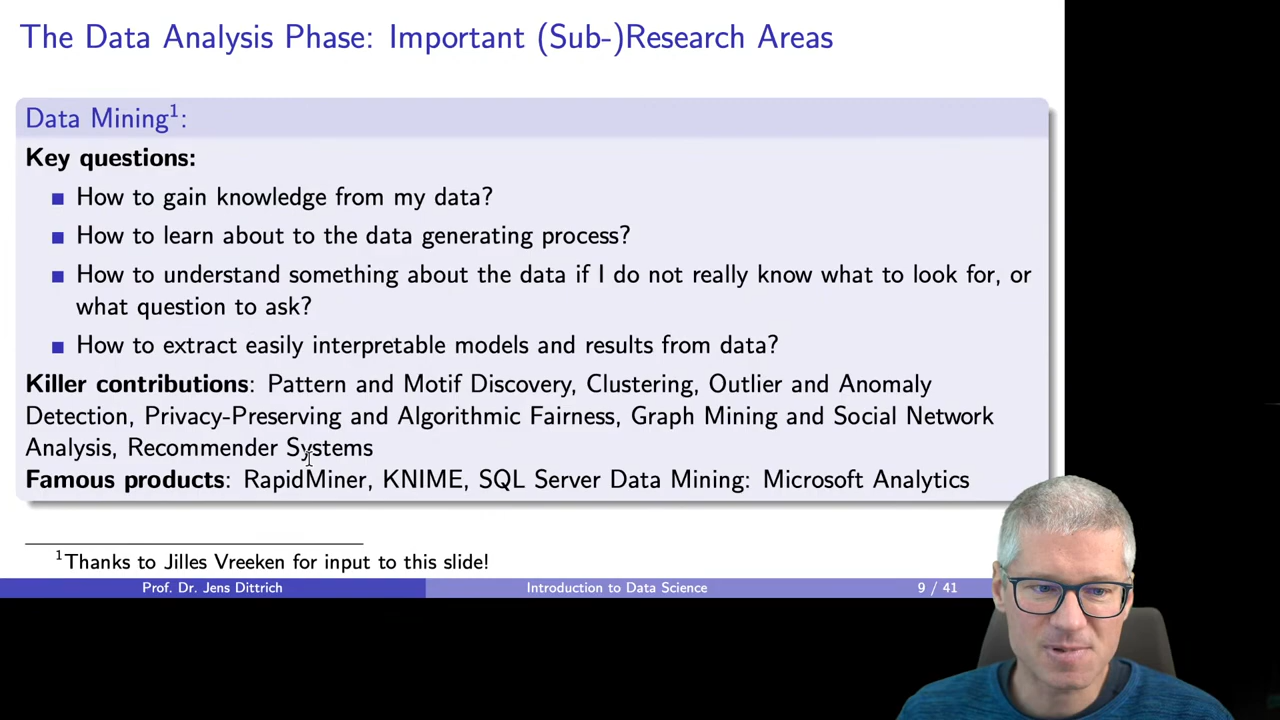 The Data Analysis Phase: Important (Sub-)Research Areas
Data Mining¹:
Key questions:
How to gain knowledge from my data?
How to learn about to the data generating process?
How to understand something about the data if I do not really know what to look for, or
what question to ask?
How to extract easily interpretable models and results from data?
Killer contributions: Pattern and Motif Discovery, Clustering, Outlier and Anomaly
Detection, Privacy-Preserving and Algorithmic Fairness, Graph Mining and Social Network
Analysis, Recommender Systems
Famous products: RapidMiner, KNIME, SQL Server Data Mining: Microsoft Analytics
¹Thanks to Jilles Vreeken for input to this slide!
Prof. Dr. Jens Dittrich Introduction to Data Science 9 / 41